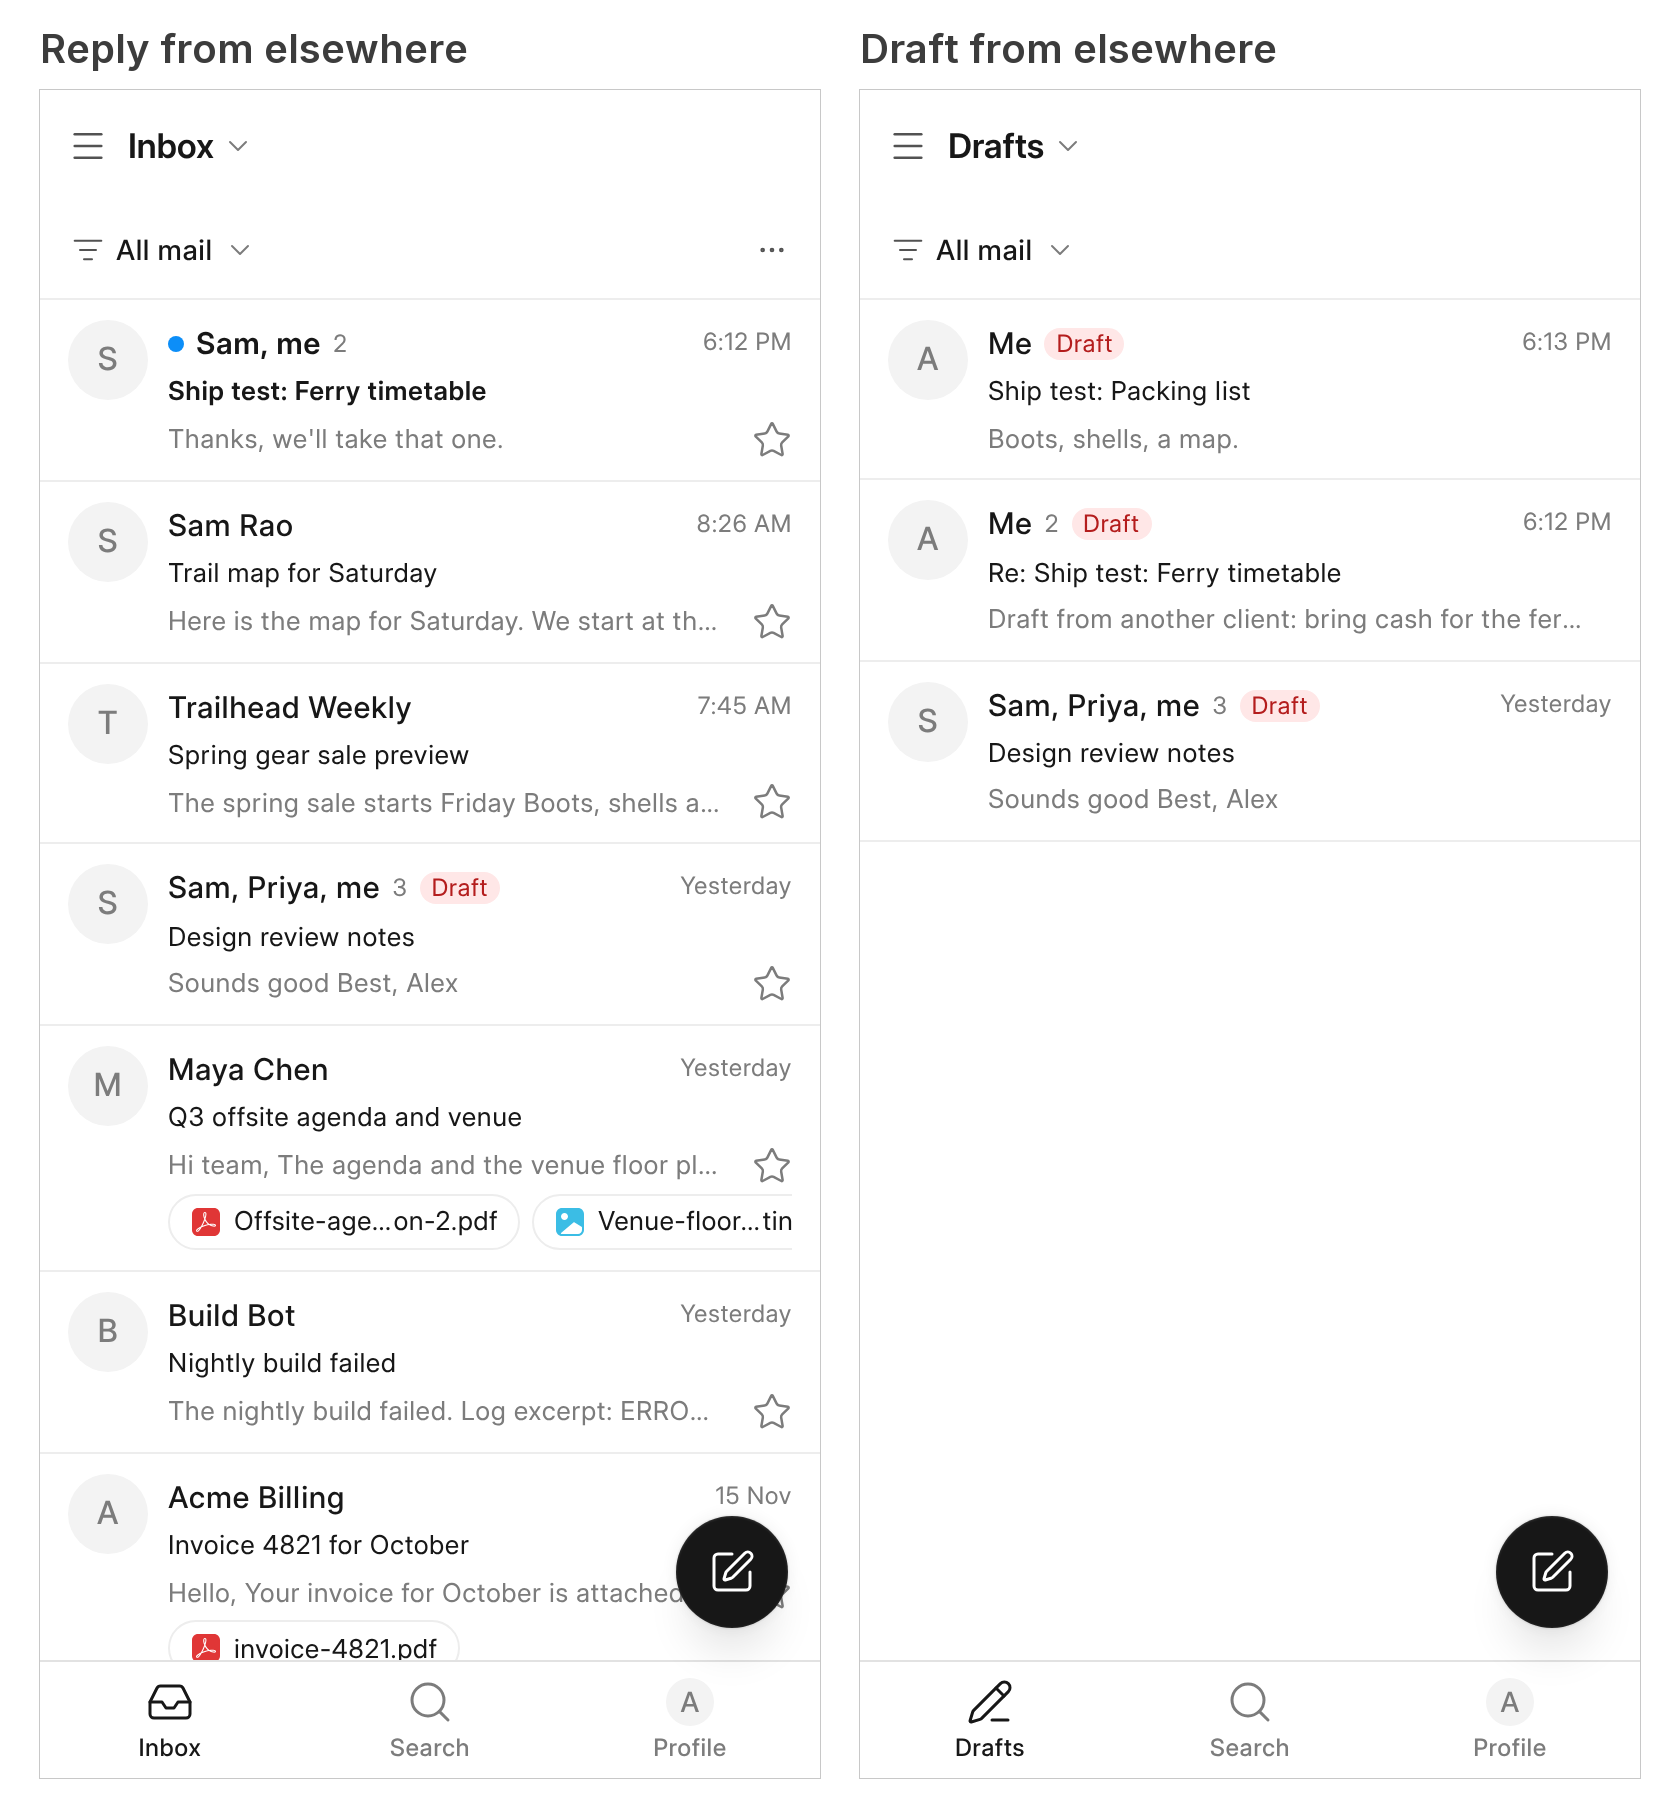 Reply from elsewhere
Inbox
All mail
S
Sam, me 2
6:12 PM
Ship test: Ferry timetable
Thanks, we'll take that one.
S
Sam Rao
8:26 AM
Trail map for Saturday
Here is the map for Saturday. We start at th...
T
Trailhead Weekly
7:45 AM
Spring gear sale preview
The spring sale starts Friday Boots, shells a...
S
Sam, Priya, me 3 Draft
Yesterday
Design review notes
Sounds good Best, Alex
M
Maya Chen
Yesterday
Q3 offsite agenda and venue
Hi team, The agenda and the venue floor pl...
Offsite-age...on-2.pdf
Venue-floor...tin
B
Build Bot
Yesterday
Nightly build failed
The nightly build failed. Log excerpt: ERRO...
A
Acme Billing
15 Nov
Invoice 4821 for October
Hello, Your invoice for October is attached
invoice-4821.pdf
Inbox
Search
A
Profile
Draft from elsewhere
Drafts
All mail
A
Me Draft
6:13 PM
Ship test: Packing list
Boots, shells, a map.
A
Me 2 Draft
6:12 PM
Re: Ship test: Ferry timetable
Draft from another client: bring cash for the fer...
S
Sam, Priya, me 3 Draft
Yesterday
Design review notes
Sounds good Best, Alex
Drafts
Search
A
Profile